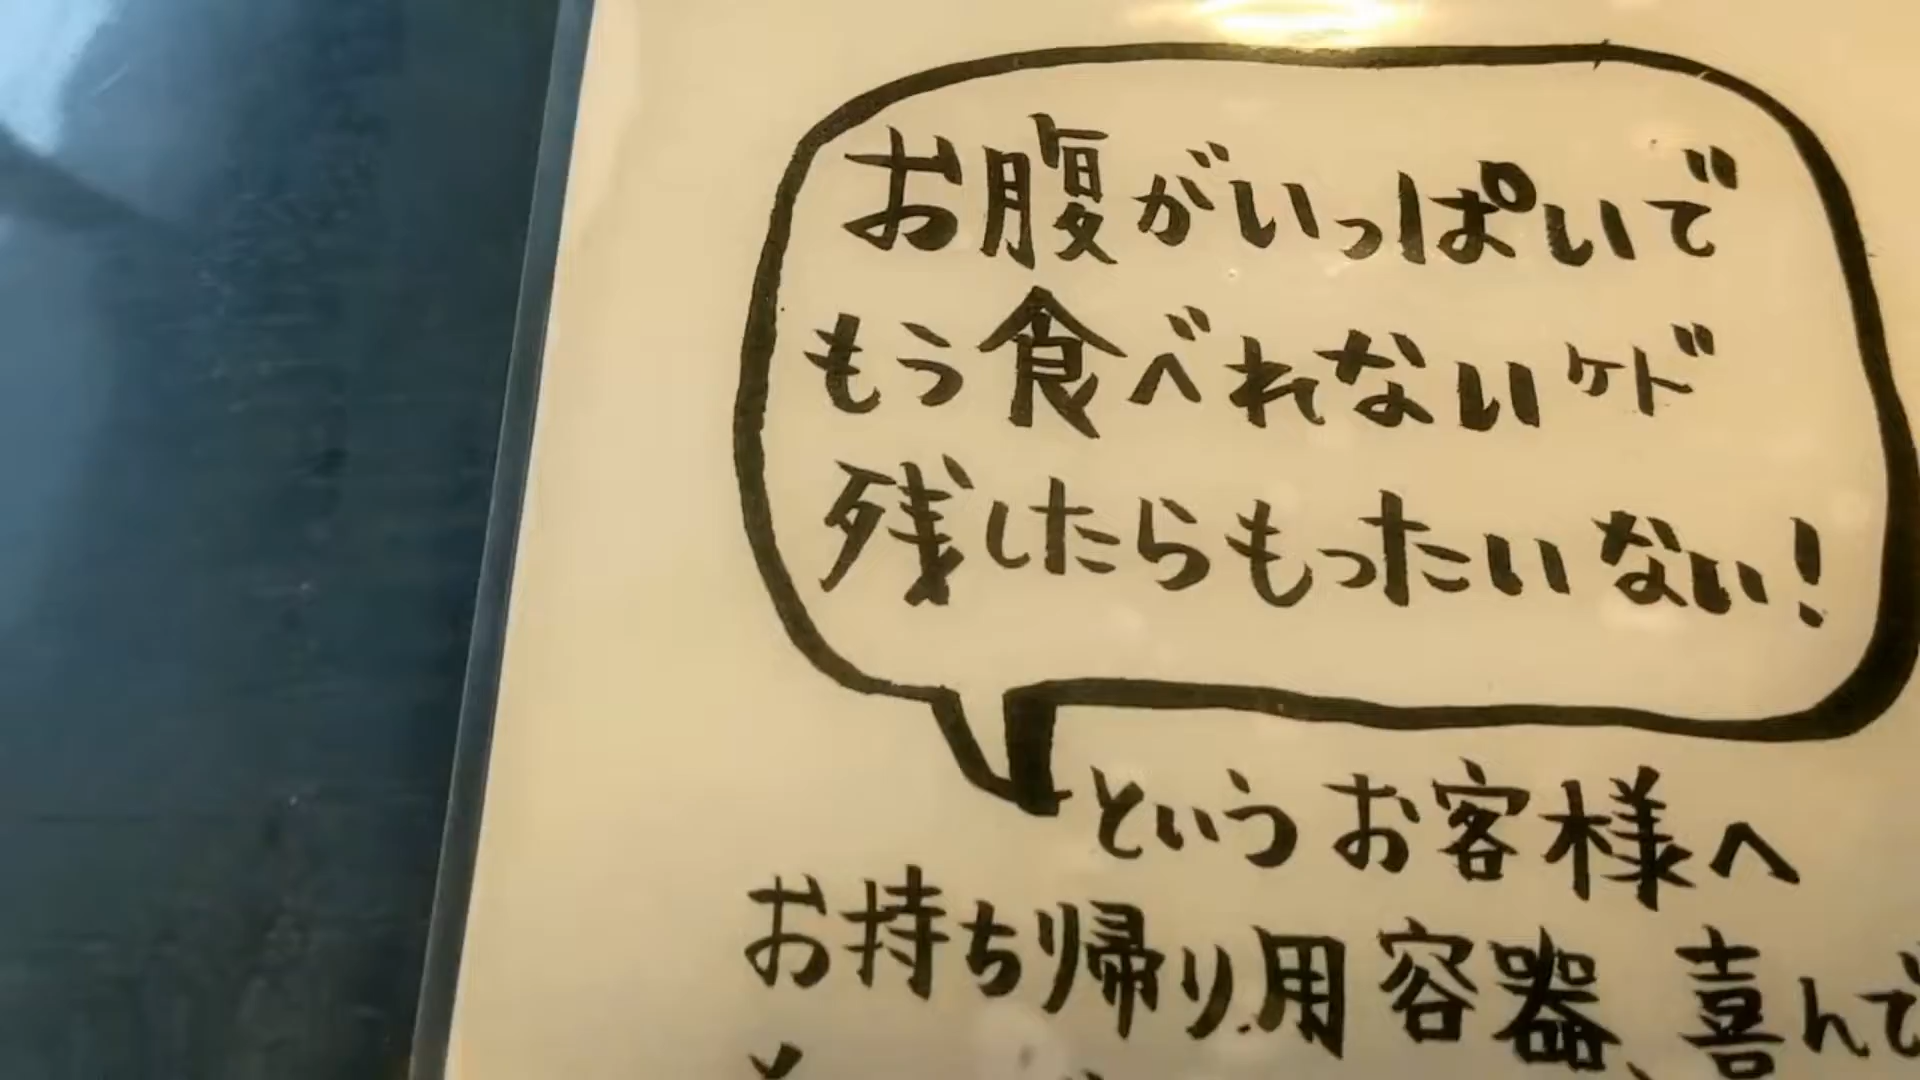 お腹がいっぱいで
もう食べれないケド
残したらもったいない!
というお客様へ
お持ち帰り用容器、喜んで